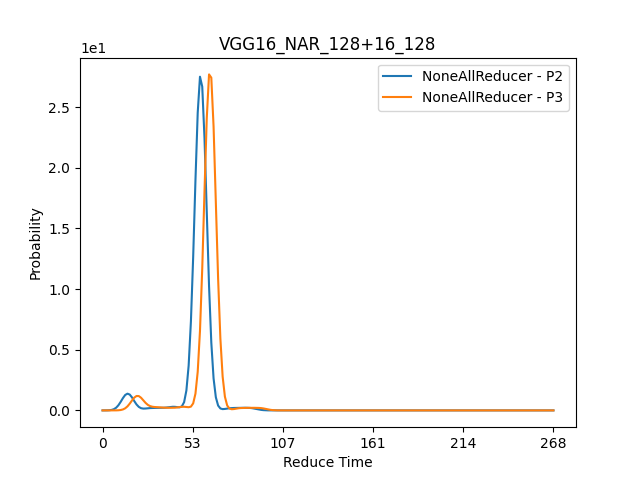 VGG16_NAR_128+16_128
1e1
NoneAllReducer - P2
NoneAllReducer - P3
2.5
2.0
1.5
1.0
0.5
0.0
Probability
0 53 107 161 214 268
Reduce Time